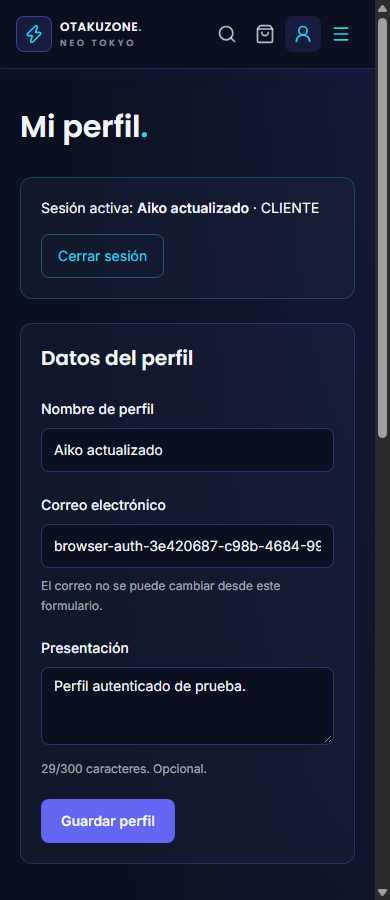 OTAKUZONE.
NEO TOKYO
Mi perfil.
Sesión activa: Aiko actualizado · CLIENTE
Cerrar sesión
Datos del perfil
Nombre de perfil
Aiko actualizado
Correo electrónico
browser-auth-3e420687-c98b-4684-99
El correo no se puede cambiar desde este
formulario.
Presentación
Perfil autenticado de prueba.
29/300 caracteres. Opcional.
Guardar perfil